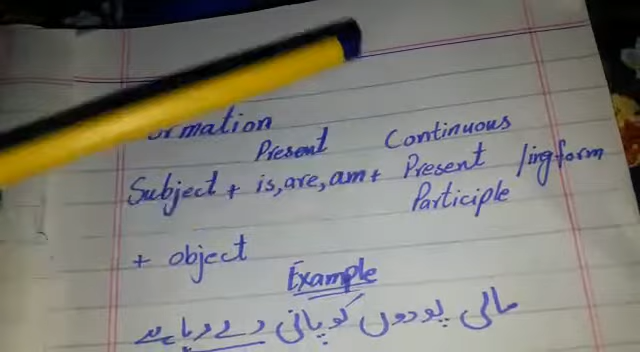 Present Continuous
Subject + is, are, am + Present /ing form
Participle
+ object
Example
مالی پودوں کو پانی دے رہا ہے